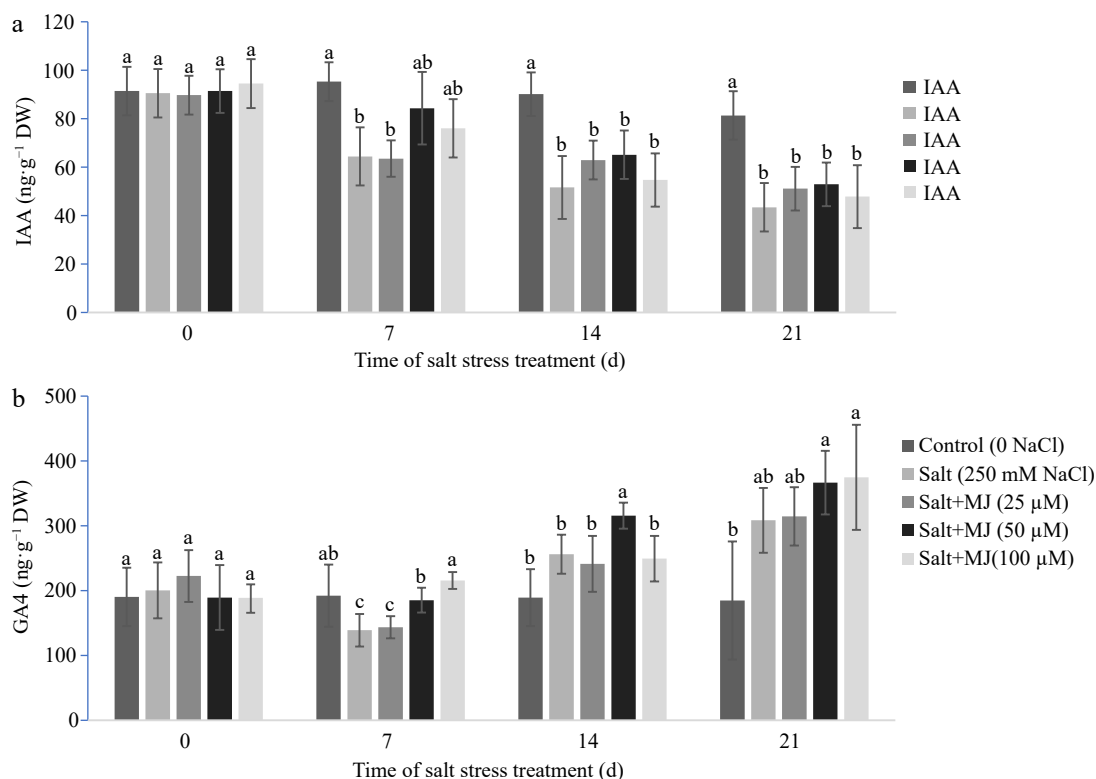 a
120
100
80
60
40
20
0
IAA (ng·g⁻¹ DW)
a a a a a
a b b ab ab
a b b b b
a b b b b
0 7 14 21
Time of salt stress treatment (d)
IAA
IAA
IAA
IAA
IAA
b
500
400
300
200
100
0
GA4 (ng·g⁻¹ DW)
a a a a a
ab c c b a
b b b a b
b ab ab a a
0 7 14 21
Time of salt stress treatment (d)
Control (0 NaCl)
Salt (250 mM NaCl)
Salt+MJ (25 µM)
Salt+MJ (50 µM)
Salt+MJ(100 µM)